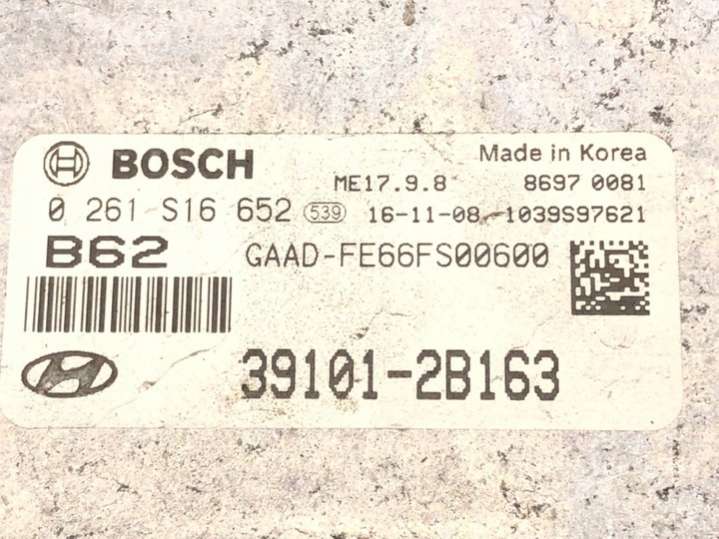 BOSCH
Made in Korea
ME17.9.8
8697 0081
0 261 S16 652 539 16-11-08 1039S97621
B62 GAAD-FE66FS00600
39101-2B163